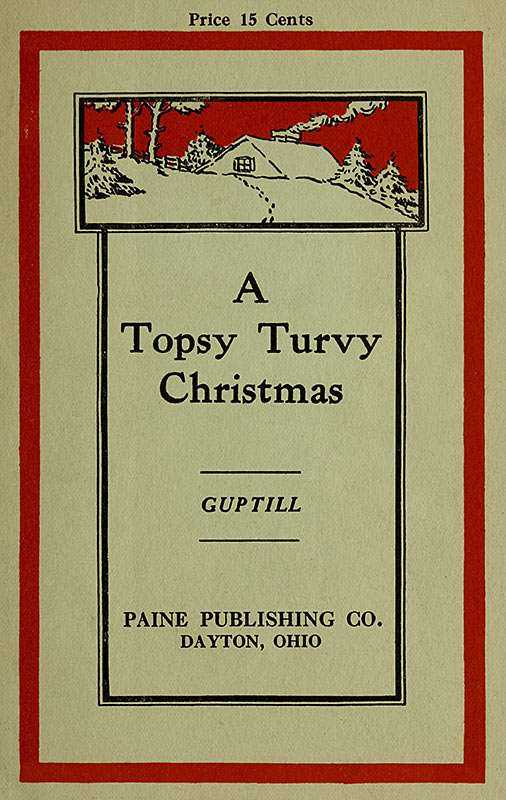 Price 15 Cents
A
Topsy Turvy
Christmas
GUPTILL
PAINE PUBLISHING CO.
DAYTON, OHIO